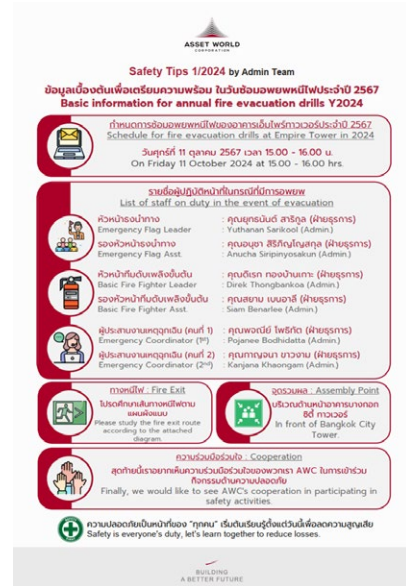 ASSET WORLD
CORPORATION
Safety Tips 1/2024 by Admin Team
ข้อมูลเบื้องต้นเพื่อเตรียมความพร้อม ในวันซ้อมอพยพหนีไฟประจำปี 2567
Basic information for annual fire evacuation drills Y2024
กำหนดการซ้อมอพยพหนีไฟของอาคารเอ็มไพร์ทาวเวอร์ประจำปี 2567
Schedule for fire evacuation drills at Empire Tower in 2024
วันศุกร์ที่ 11 ตุลาคม 2567 เวลา 15.00 - 16.00 น.
On Friday 11 October 2024 at 15.00 - 16.00 hrs.
รายชื่อผู้ปฏิบัติหน้าที่ในกรณีที่มีการอพยพ
List of staff on duty in the event of evacuation
หัวหน้าธงนำทาง - คุณยุทธนันต์ สาริกูล (ฝ่ายธุรการ)
Emergency Flag Leader - Yuthanan Sarikool (Admin.)
รองหัวหน้าธงนำทาง - คุณอนุชา สิริภิญโญสกุล (ฝ่ายธุรการ)
Emergency Flag Asst. - Anucha Siripinyosakun (Admin.)
หัวหน้าทีมดับเพลิงขั้นต้น - คุณดิเรก ทองบ้านเกาะ (ฝ่ายธุรการ)
Basic Fire Fighter Leader - Direk Thongbankoa (Admin.)
รองหัวหน้าทีมดับเพลิงขั้นต้น - คุณสยาม เบนอาลี (ฝ่ายธุรการ)
Basic Fire Fighter Asst. - Siam Benarlee (Admin.)
ผู้ประสานงานเหตุฉุกเฉิน (คนที่ 1) - คุณพจณีย์ โพธิทัต (ฝ่ายธุรการ)
Emergency Coordinator (1st) - Pojanee Bodhidatta (Admin.)
ผู้ประสานงานเหตุฉุกเฉิน (คนที่ 2) - คุณกาญจนา ขาวงาม (ฝ่ายธุรการ)
Emergency Coordinator (2nd) - Kanjana Khaongam (Admin.)
ทางหนีไฟ : Fire Exit
โปรดศึกษาเส้นทางหนีไฟตาม
แผนผังแนบ
Please study the fire exit route
according to the attached
diagram.
จุดรวมพล : Assembly Point
บริเวณด้านหน้าอาคารบางกอก
ซิตี้ ทาวเวอร์
In front of Bangkok City
Tower.
ความร่วมมือร่วมใจ : Cooperation
สุดท้ายนี้เราอยากเห็นความร่วมมือร่วมใจของพวกเรา AWC ในการเข้าร่วม
กิจกรรมด้านความปลอดภัย
Finally, we would like to see AWC's cooperation in participating in
safety activities.
ความปลอดภัยเป็นหน้าที่ของ "ทุกคน" เริ่มต้นเรียนรู้ตั้งแต่วันนี้เพื่อลดความสูญเสีย
Safety is everyone's duty, let's learn together to reduce losses.
BUILDING
A BETTER FUTURE